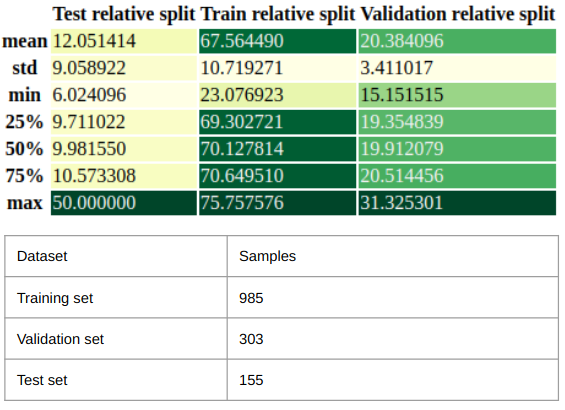 Test relative split Train relative split Validation relative split
mean 12.051414 67.564490 20.384096
std 9.058922 10.719271 3.411017
min 6.024096 23.076923 15.151515
25% 9.711022 69.302721 19.354839
50% 9.981550 70.127814 19.912079
75% 10.573308 70.649510 20.514456
max 50.000000 75.757576 31.325301
Dataset Samples
Training set 985
Validation set 303
Test set 155